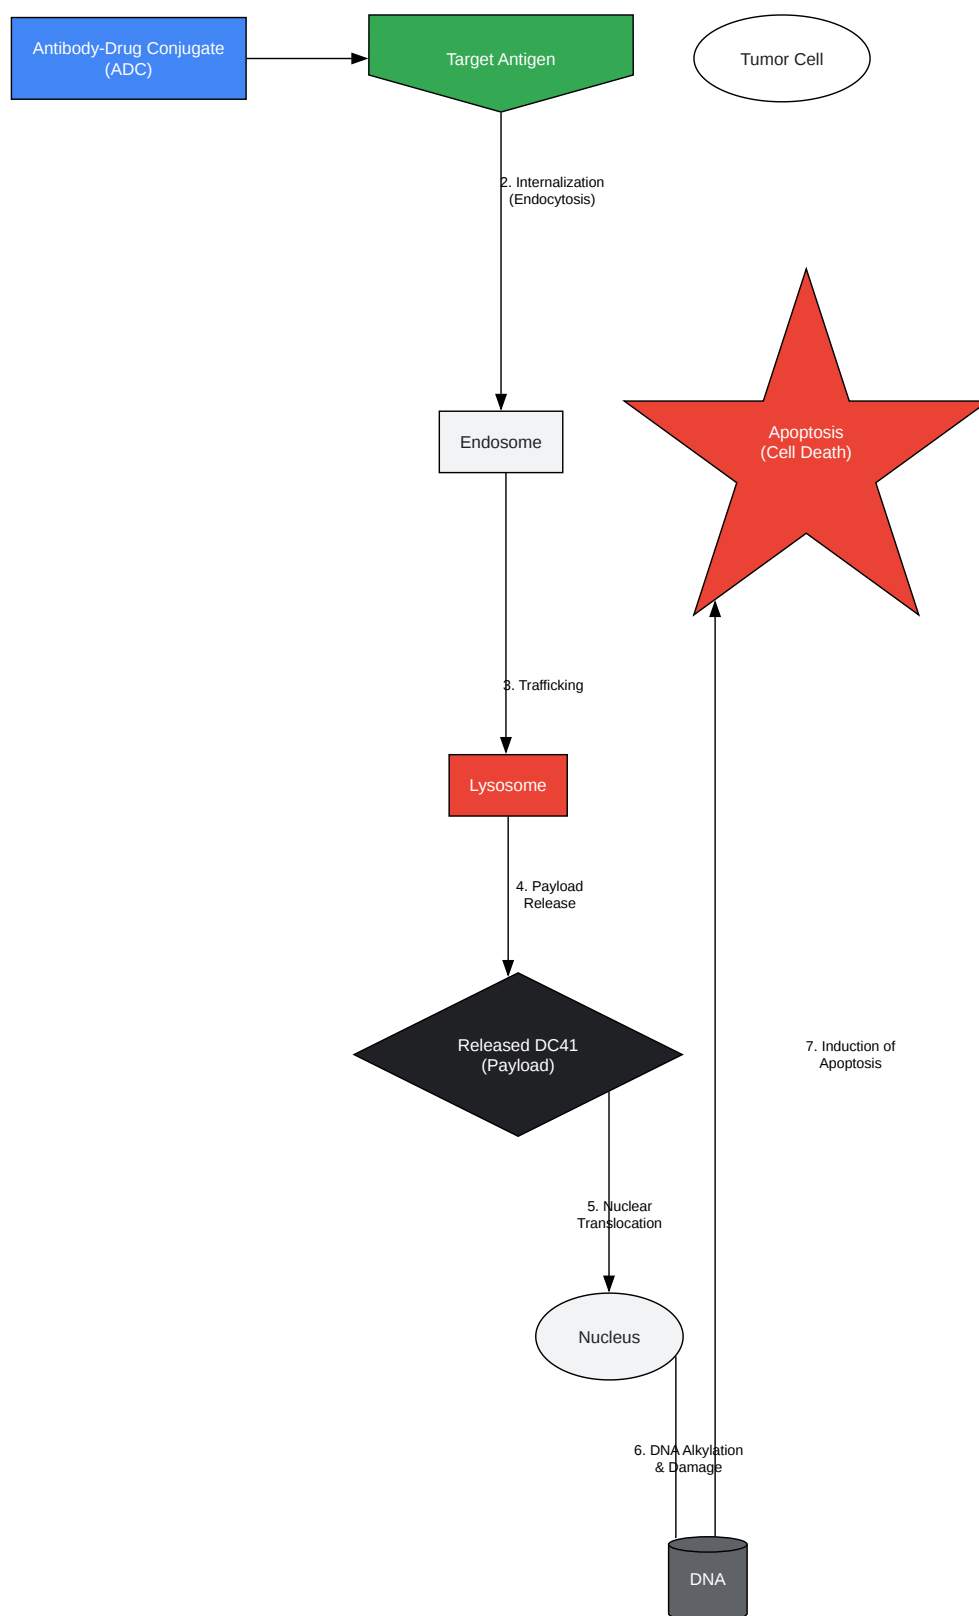 Antibody-Drug Conjugate
(ADC)
Target Antigen
Tumor Cell
2. Internalization
(Endocytosis)
Apoptosis
(Cell Death)
Endosome
3. Trafficking
Lysosome
4. Payload
Release
Released DC41
(Payload)
7. Induction of
Apoptosis
5. Nuclear
Translocation
Nucleus
6. DNA Alkylation
& Damage
DNA